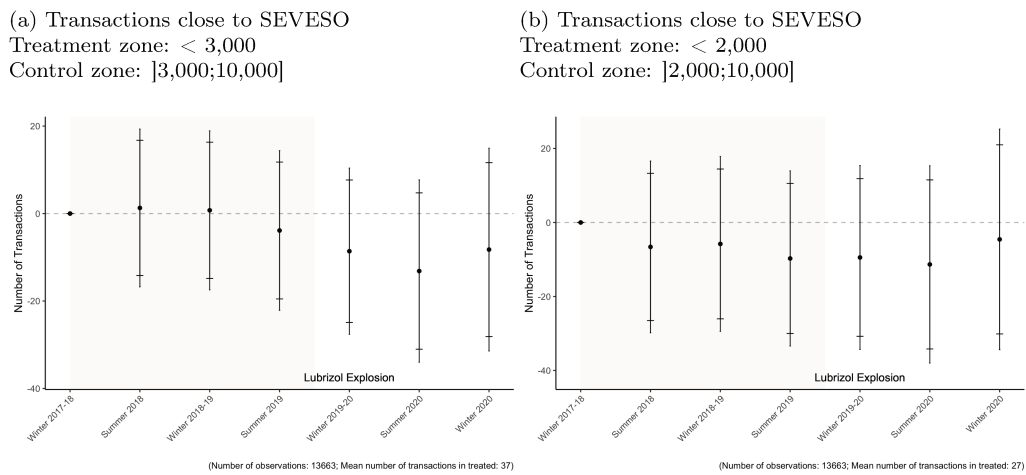 (a) Transactions close to SEVESO
Treatment zone: < 3,000
Control zone: ]3,000;10,000]
Number of Transactions
20
0
-20
-40
Lubrizol Explosion
Winter 2017-18
Summer 2018
Winter 2018-19
Summer 2019
Winter 2019-20
Summer 2020
Winter 2020
(Number of observations: 13663; Mean number of transactions in treated: 37)
(b) Transactions close to SEVESO
Treatment zone: < 2,000
Control zone: ]2,000;10,000]
Number of Transactions
20
0
-20
-40
Lubrizol Explosion
Winter 2017-18
Summer 2018
Winter 2018-19
Summer 2019
Winter 2019-20
Summer 2020
Winter 2020
(Number of observations: 13663; Mean number of transactions in treated: 27)